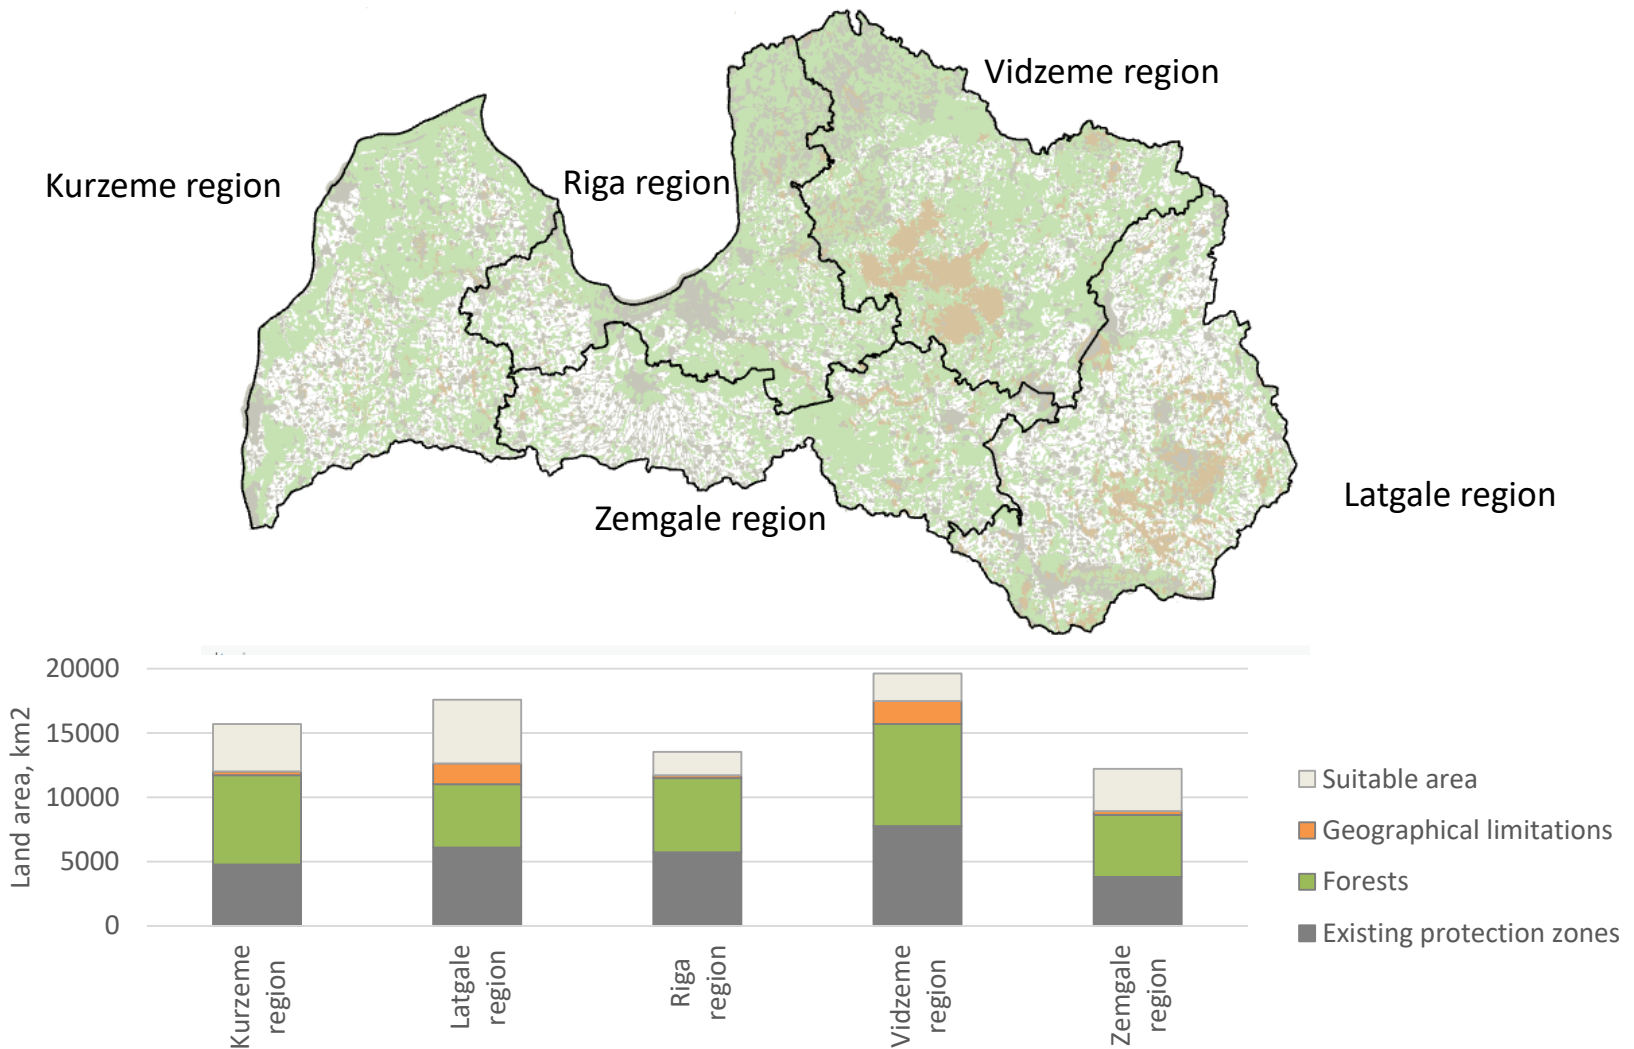 Vidzeme region
Kurzeme region
Riga region
Zemgale region
Latgale region
20000
15000
10000
5000
0
Land area, km2
Kurzeme
region
Latgale
region
Riga
region
Vidzeme
region
Zemgale
region
Suitable area
Geographical limitations
Forests
Existing protection zones